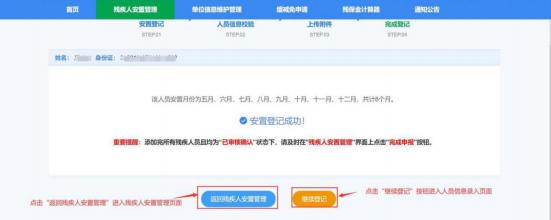 首页 残疾人安置管理 单位信息维护管理 缓减免申请 残保金计算器 通知公告
安置登记 人员信息校验 上传附件 完成登记
STEP.01 STEP.02 STEP.03 STEP.04
姓名： 身份证：
该人员安置月份为五月、六月、七月、八月、九月、十月、十一月、十二月，共计8个月。
安置登记成功！
重要提醒：添加完所有残疾人员且均为“已审核确认”状态下，请及时在“残疾人安置管理”界面上点击“完成申报”按钮。
点击“返回残疾人安置管理”进入残疾人安置管理页面
返回残疾人安置管理
继续登记
点击“继续登记”按钮进入人员信息录入页面